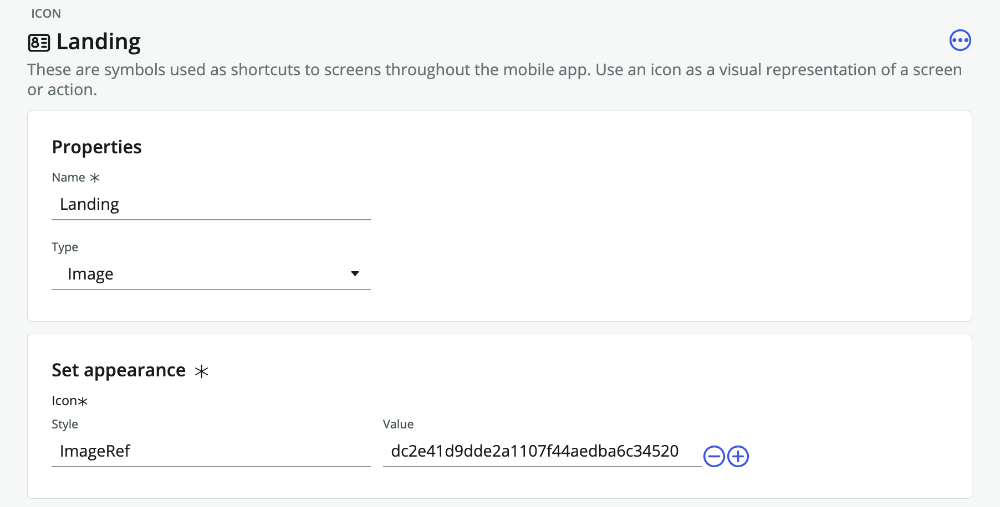 ICON
Landing
These are symbols used as shortcuts to screens throughout the mobile app. Use an icon as a visual representation of a screen
or action.
Properties
Name *
Landing
Type
Image
Set appearance *
Icon*
Style Value
ImageRef dc2e41d9dde2a1107f44aedba6c34520